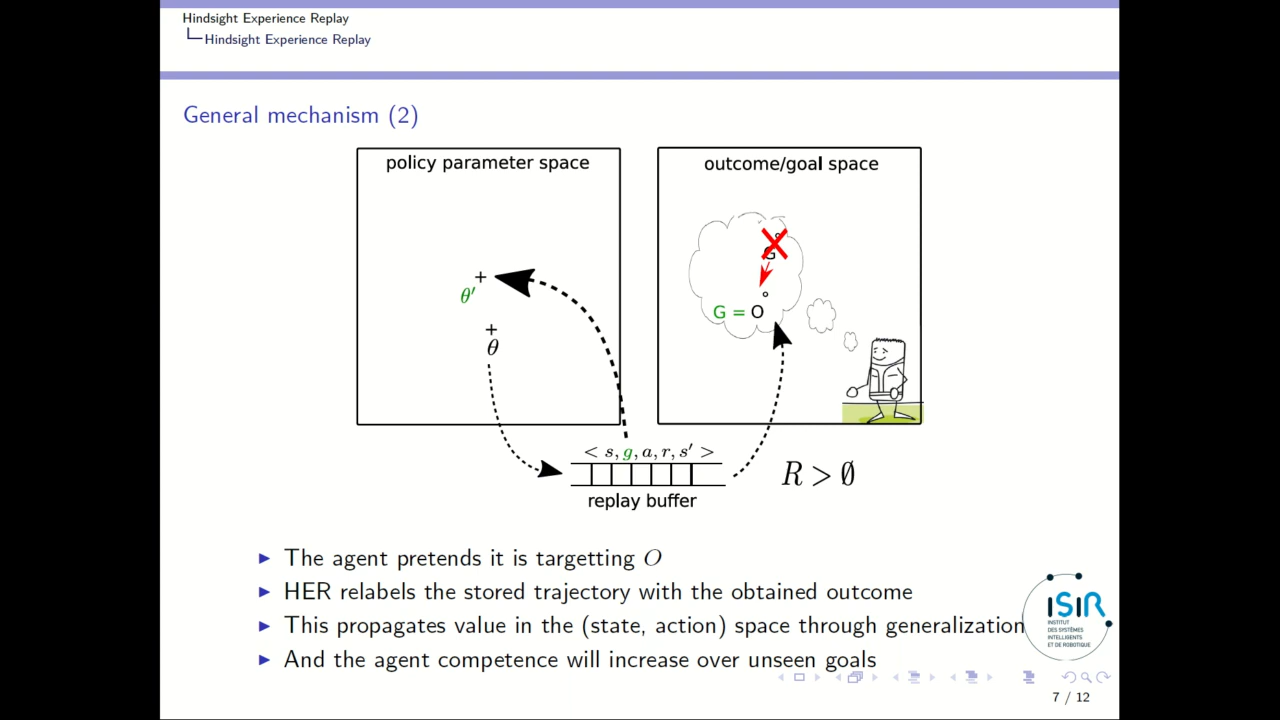 Hindsight Experience Replay
Hindsight Experience Replay
General mechanism (2)
policy parameter space
outcome/goal space
G
G = O
+
θ′
+
θ
< s, g, a, r, s′ >
replay buffer
R > ∅
The agent pretends it is targetting O
HER relabels the stored trajectory with the obtained outcome
This propagates value in the (state, action) space through generalization
And the agent competence will increase over unseen goals
ISIR
INSTITUT
DES SYSTÈMES
INTELLIGENTS
ET DE ROBOTIQUE
7 / 12